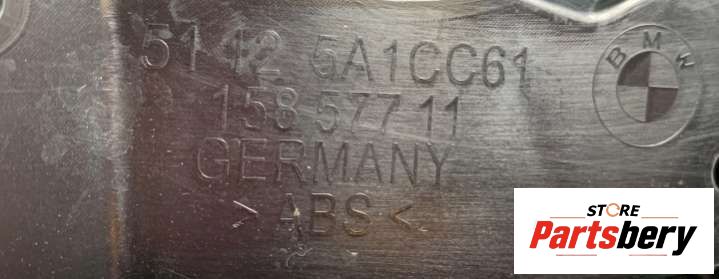 51 12 5A1CC61
158 577 11
GERMANY
> ABS <
BMW
STORE
Partsbery